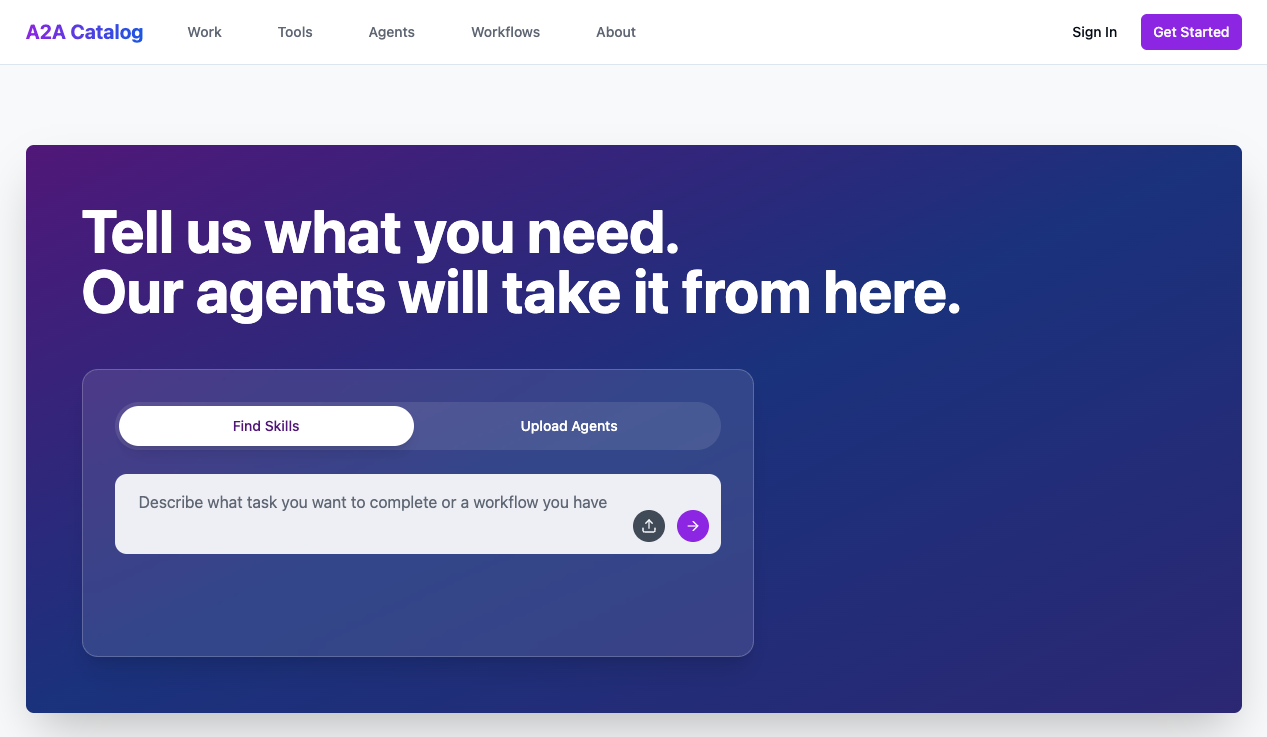 A2A Catalog
Work
Tools
Agents
Workflows
About
Sign In
Get Started
Tell us what you need.
Our agents will take it from here.
Find Skills
Upload Agents
Describe what task you want to complete or a workflow you have